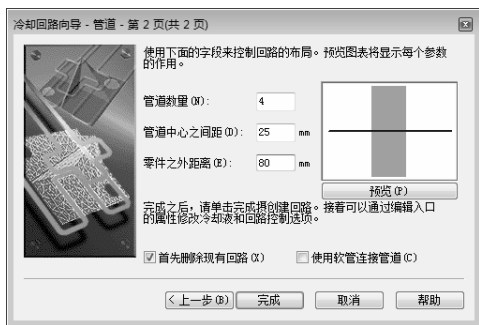 冷却回路向导 - 管道 - 第 2 页(共 2 页)
使用下面的字段来控制回路的布局。预览图表将显示每个参数
的作用。
管道数量(N):
4
管道中心之间距(D):
25
mm
零件之外距离(E):
80
mm
预览(P)
完成之后，请单击完成摁创建回路。接着可以通过编辑入口
的属性修改冷却液和回路控制选项。
首先删除现有回路(X)
使用软管连接管道(C)
<上一步(B)
完成
取消
帮助